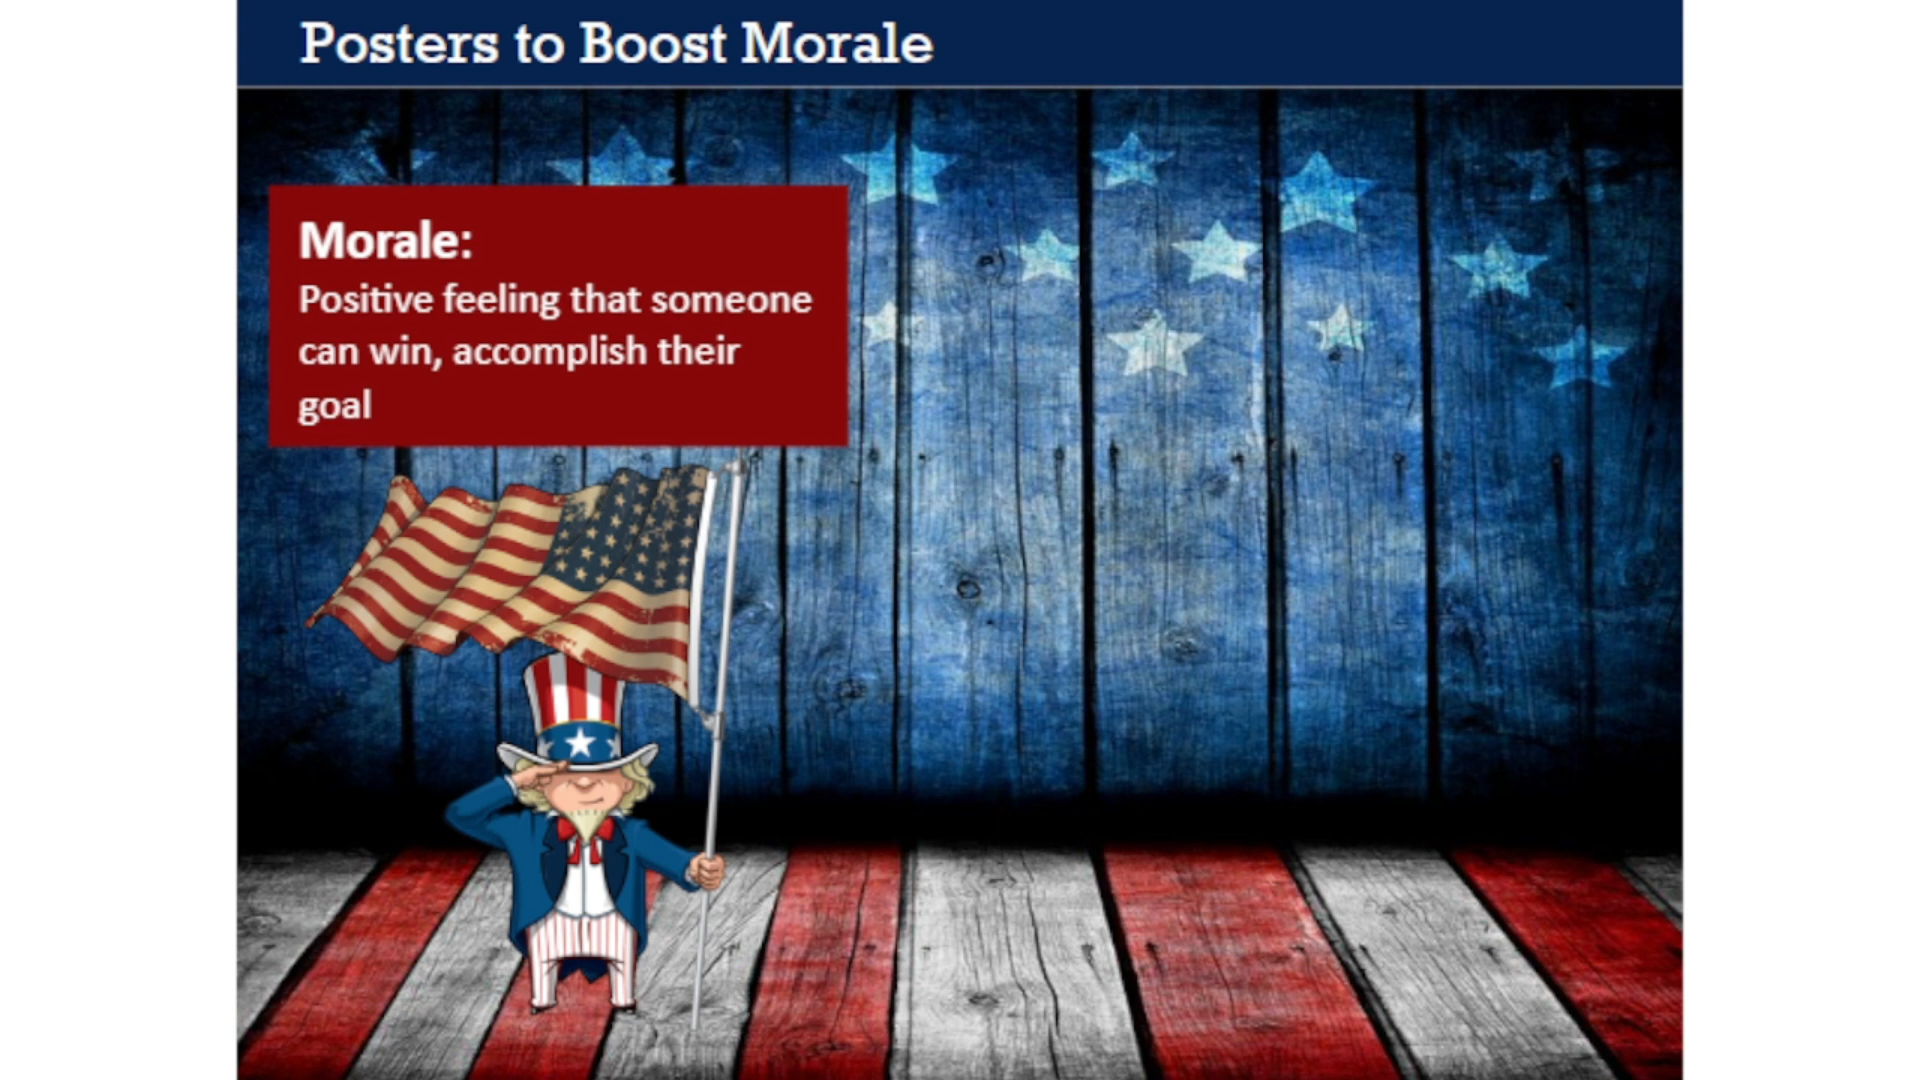 Posters to Boost Morale
Morale:
Positive feeling that someone
can win, accomplish their
goal